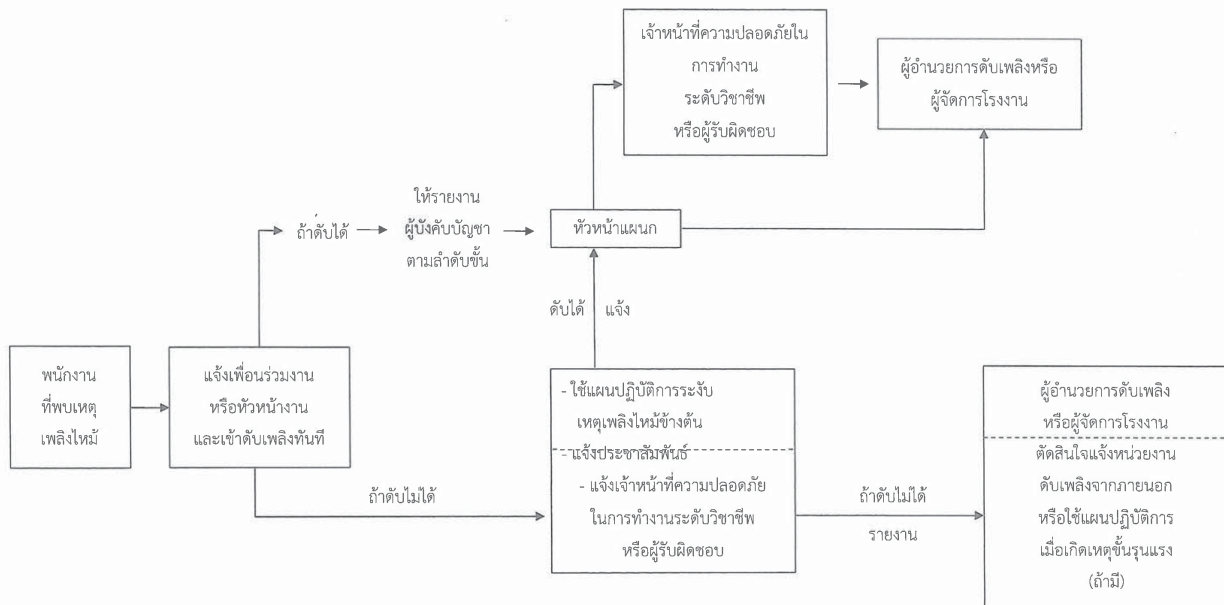 เจ้าหน้าที่ความปลอดภัยใน
การทำงาน
ระดับวิชาชีพ
หรือผู้รับผิดชอบ
ผู้อำนวยการดับเพลิงหรือ
ผู้จัดการโรงงาน
ถ้าดับได้
ให้รายงาน
ผู้บังคับบัญชา
ตามลำดับขั้น
หัวหน้าแผนก
ดับได้
แจ้ง
พนักงาน
ที่พบเหตุ
เพลิงไหม้
แจ้งเพื่อนร่วมงาน
หรือหัวหน้างาน
และเข้าดับเพลิงทันที
ถ้าดับไม่ได้
- ใช้แผนปฏิบัติการระงับ
เหตุเพลิงไหม้ข้างต้น
- แจ้งประชาสัมพันธ์
- แจ้งเจ้าหน้าที่ความปลอดภัย
ในการทำงานระดับวิชาชีพ
หรือผู้รับผิดชอบ
ถ้าดับไม่ได้
รายงาน
ผู้อำนวยการดับเพลิง
หรือผู้จัดการโรงงาน
ตัดสินใจแจ้งหน่วยงาน
ดับเพลิงจากภายนอก
หรือใช้แผนปฏิบัติการ
เมื่อเกิดเหตุขั้นรุนแรง
(ถ้ามี)